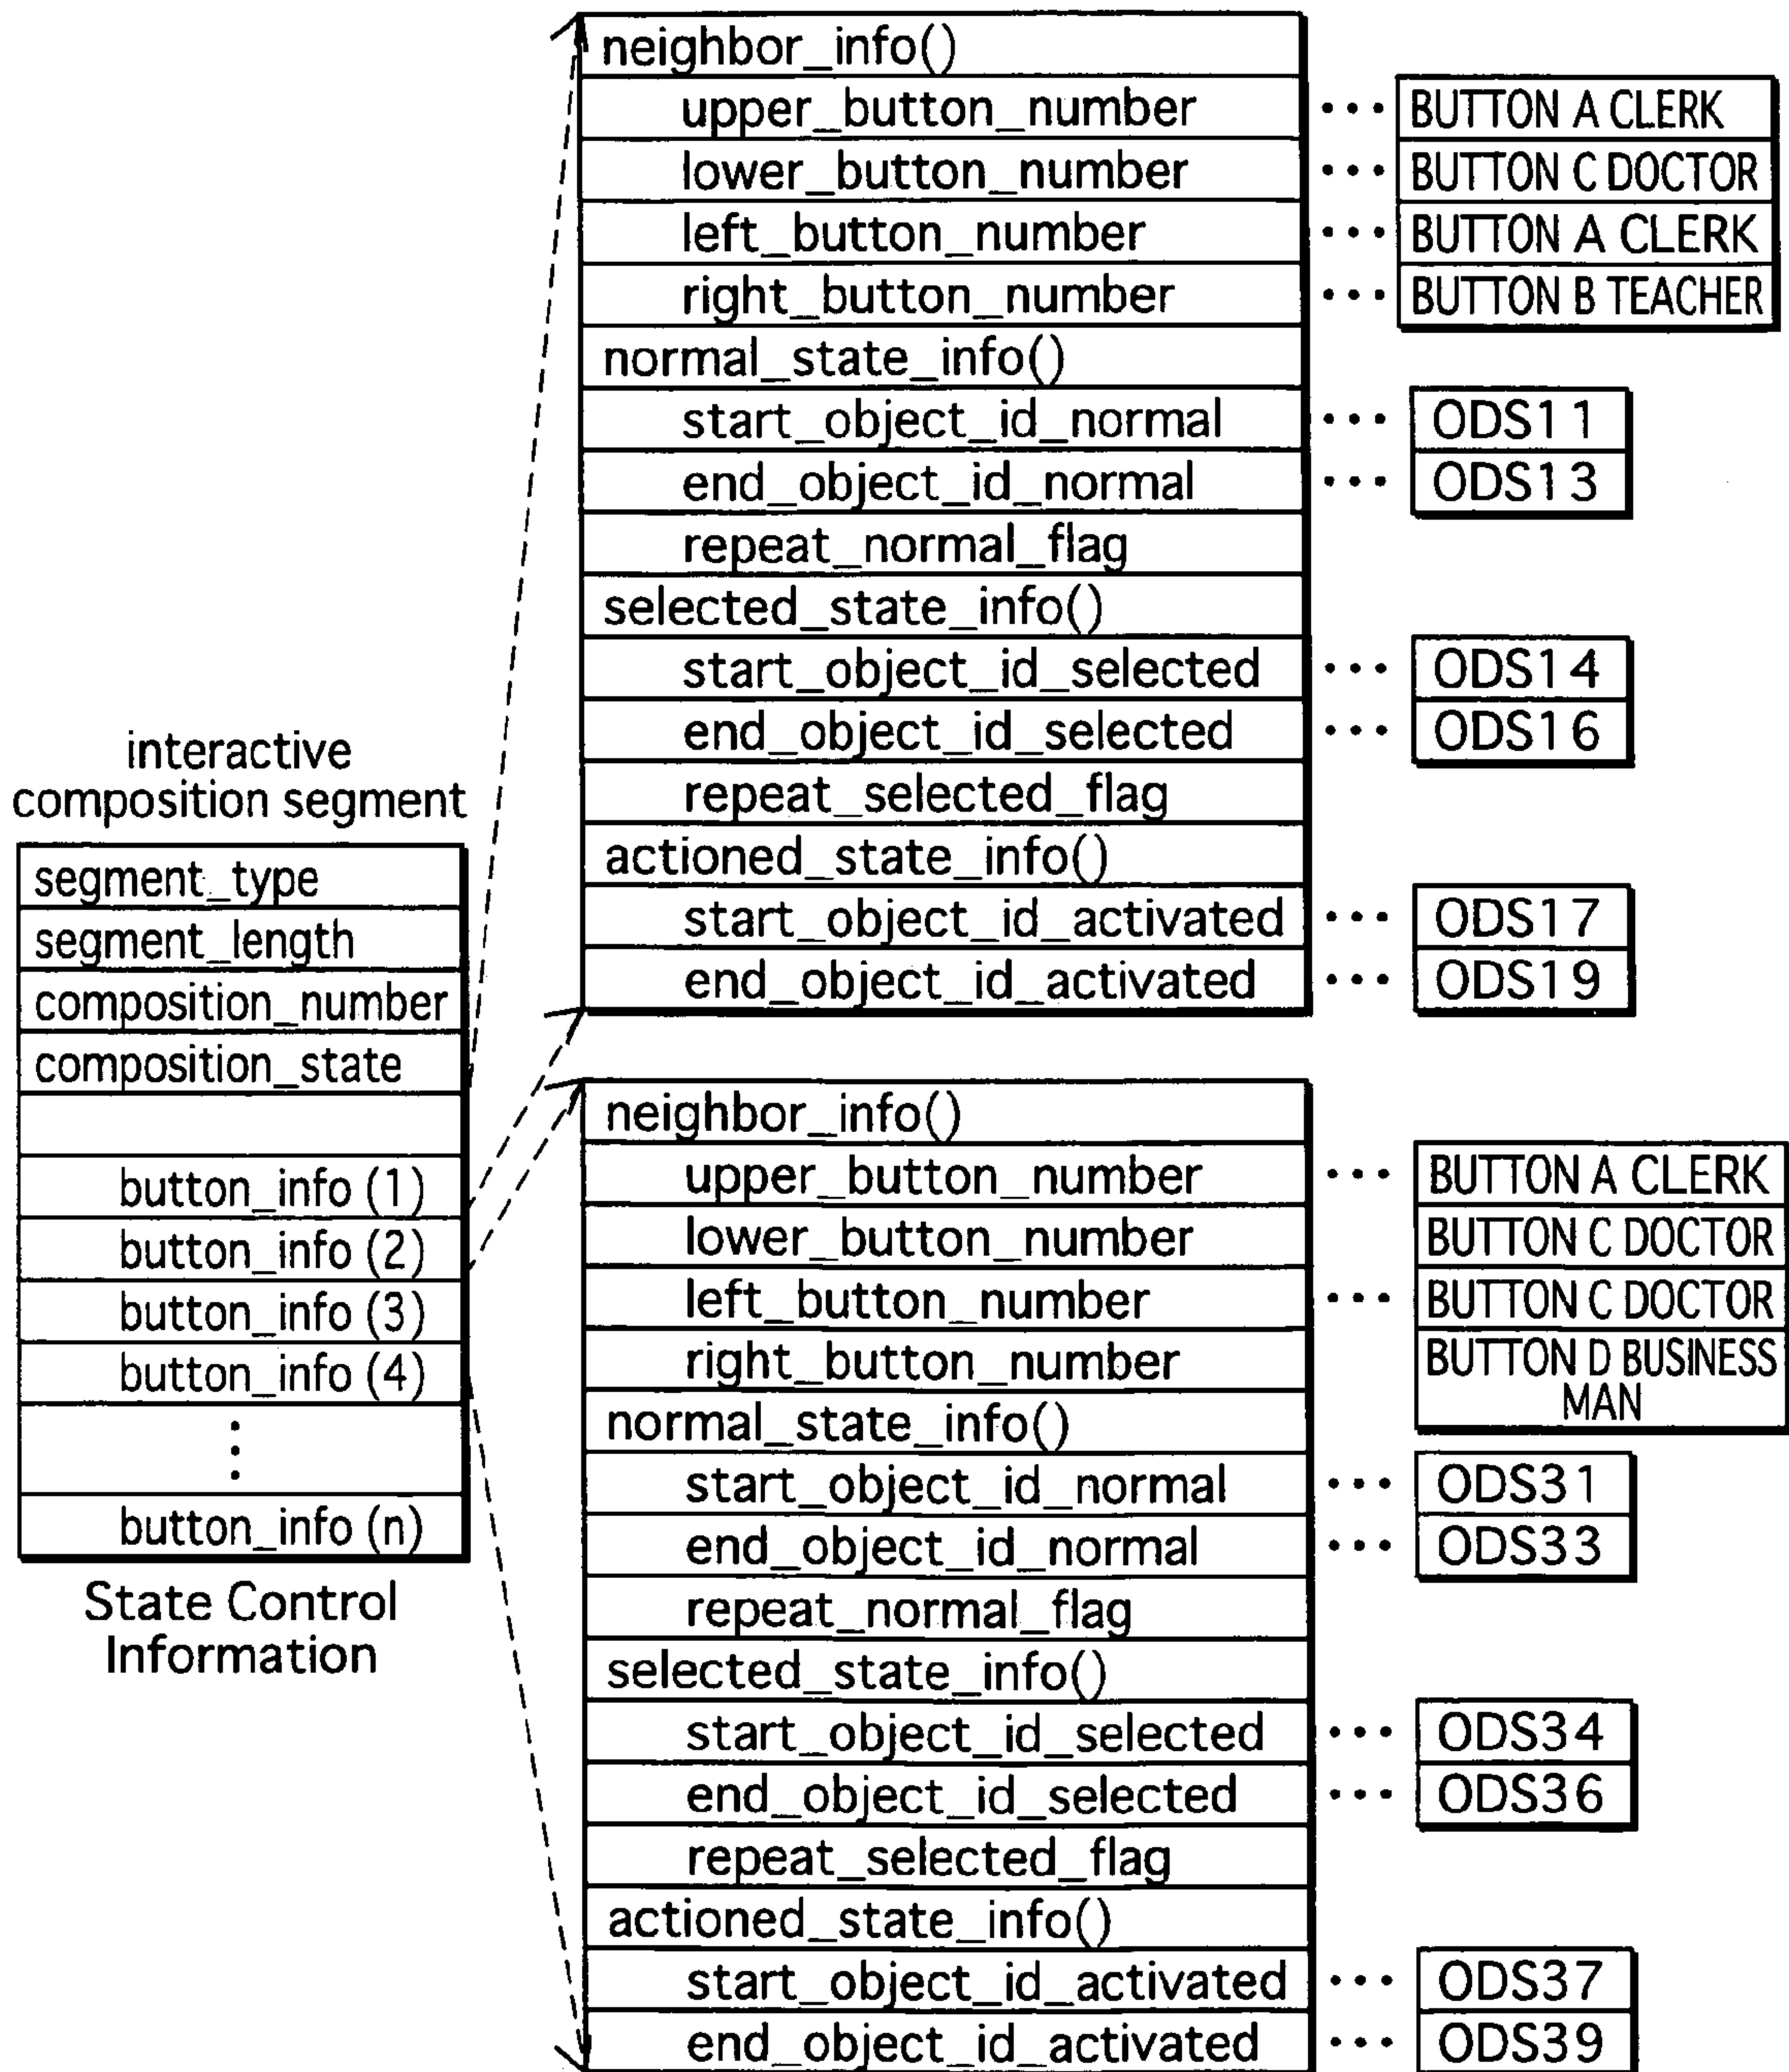 interactive
composition segment
segment_type
segment_length
composition_number
composition_state
button_info (1)
button_info (2)
button_info (3)
button_info (4)
button_info (n)
State Control
Information
neighbor_info()
upper_button_number ··· BUTTON A CLERK
lower_button_number ··· BUTTON C DOCTOR
left_button_number ··· BUTTON A CLERK
right_button_number ··· BUTTON B TEACHER
normal_state_info()
start_object_id_normal ··· ODS11
end_object_id_normal ··· ODS13
repeat_normal_flag
selected_state_info()
start_object_id_selected ··· ODS14
end_object_id_selected ··· ODS16
repeat_selected_flag
actioned_state_info()
start_object_id_activated ··· ODS17
end_object_id_activated ··· ODS19
neighbor_info()
upper_button_number ··· BUTTON A CLERK
lower_button_number BUTTON C DOCTOR
left_button_number ··· BUTTON C DOCTOR
right_button_number BUTTON D BUSINESS
MAN
normal_state_info()
start_object_id_normal ··· ODS31
end_object_id_normal ··· ODS33
repeat_normal_flag
selected_state_info()
start_object_id_selected ··· ODS34
end_object_id_selected ··· ODS36
repeat_selected_flag
actioned_state_info()
start_object_id_activated ··· ODS37
end_object_id_activated ··· ODS39